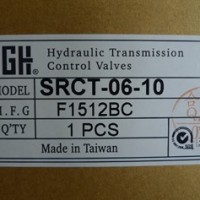 GH
Hydraulic Transmission
Control Valves
MODEL SRCT-06-10
M.F.G F1512BC
Q'TY 1 PCS
Made in Taiwan